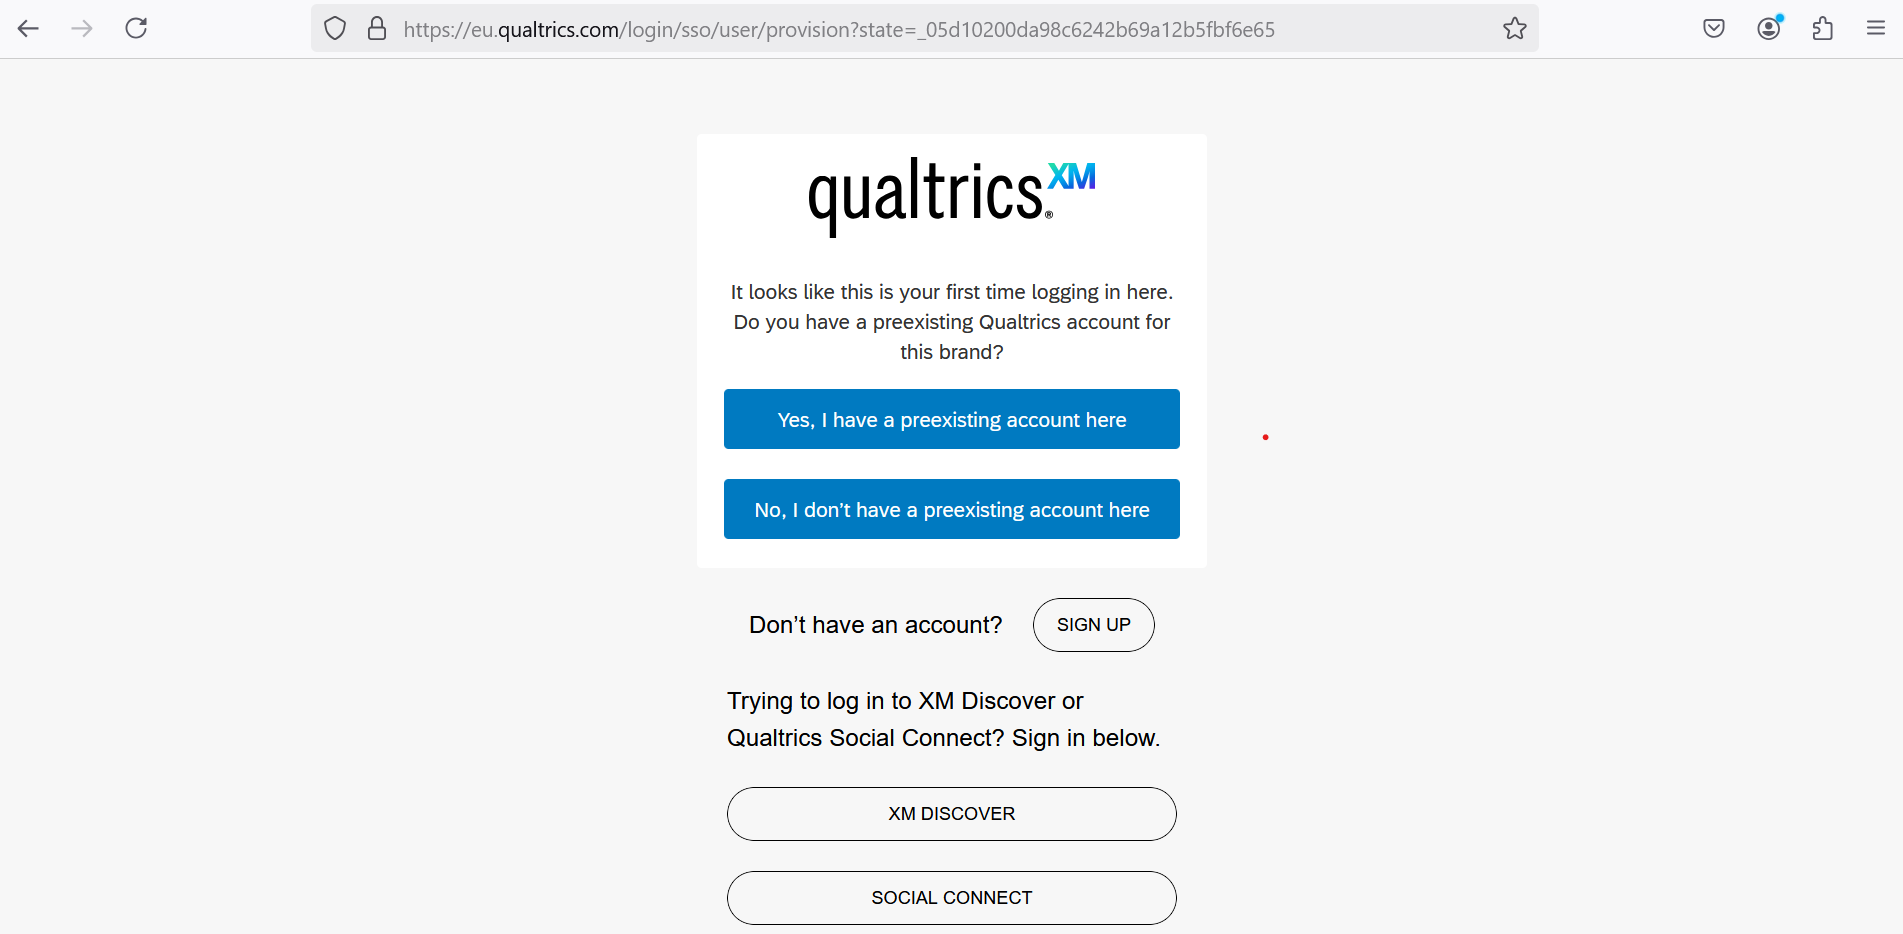 https://eu.qualtrics.com/login/sso/user/provision?state=_05d10200da98c6242b69a12b5fbf6e65
qualtrics.XM®
It looks like this is your first time logging in here.
Do you have a preexisting Qualtrics account for
this brand?
Yes, I have a preexisting account here
No, I don’t have a preexisting account here
Don’t have an account? SIGN UP
Trying to log in to XM Discover or
Qualtrics Social Connect? Sign in below.
XM DISCOVER
SOCIAL CONNECT